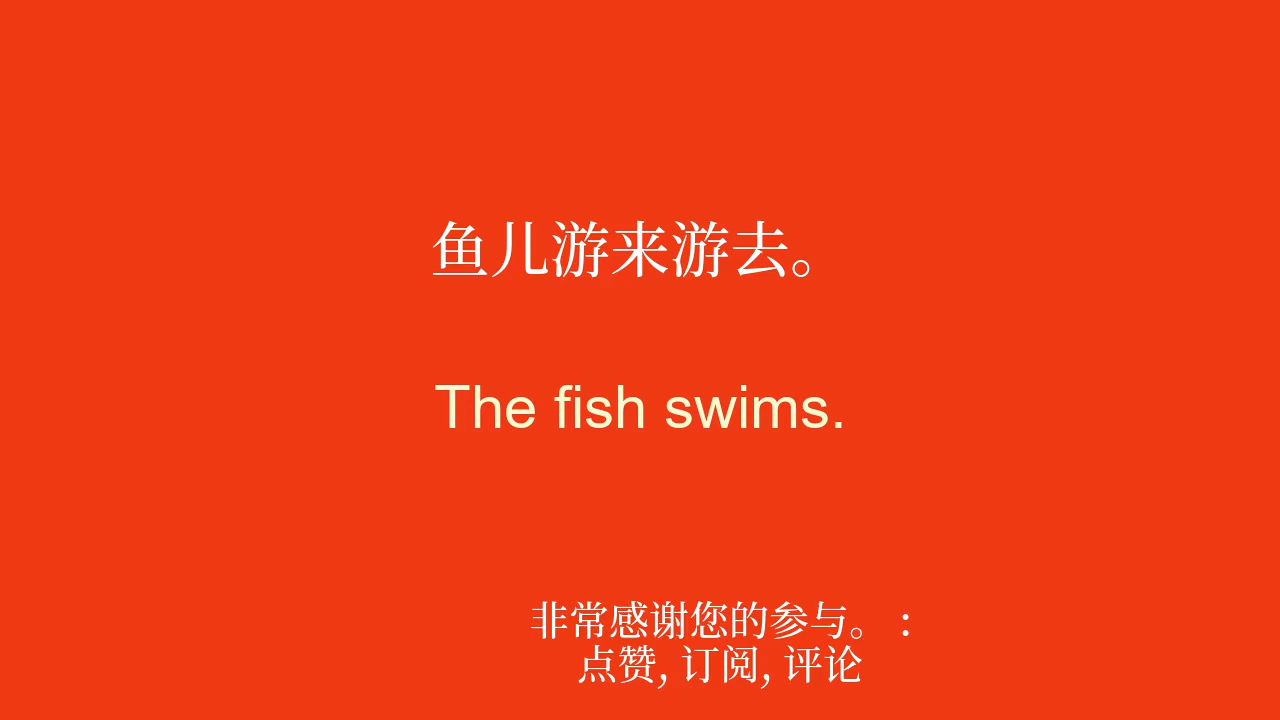 鱼儿游来游去。
The fish swims.
非常感谢您的参与。 :
点赞, 订阅, 评论